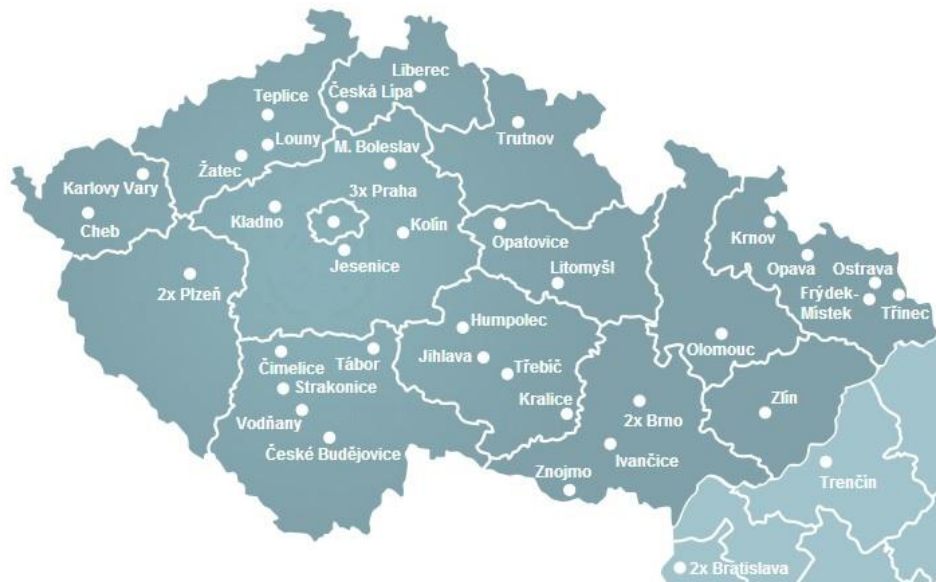 Liberec
Česká Lípa
Teplice
Trutnov
Louny
M. Boleslav
Žatec
Karlovy Vary
3x Praha
Kladno
Cheb
Kolín
Krnov
Opatovice
Jesenice
Opava
Ostrava
Litomyšl
2x Plzeň
Frýdek-
Místek
Třinec
Humpolec
Olomouc
Jihlava
Tábor
Čimelice
Třebíč
Strakonice
Zlín
Kralice
Vodňany
2x Brno
České Budějovice
Ivančice
Znojmo
Trenčín
2x Bratislava